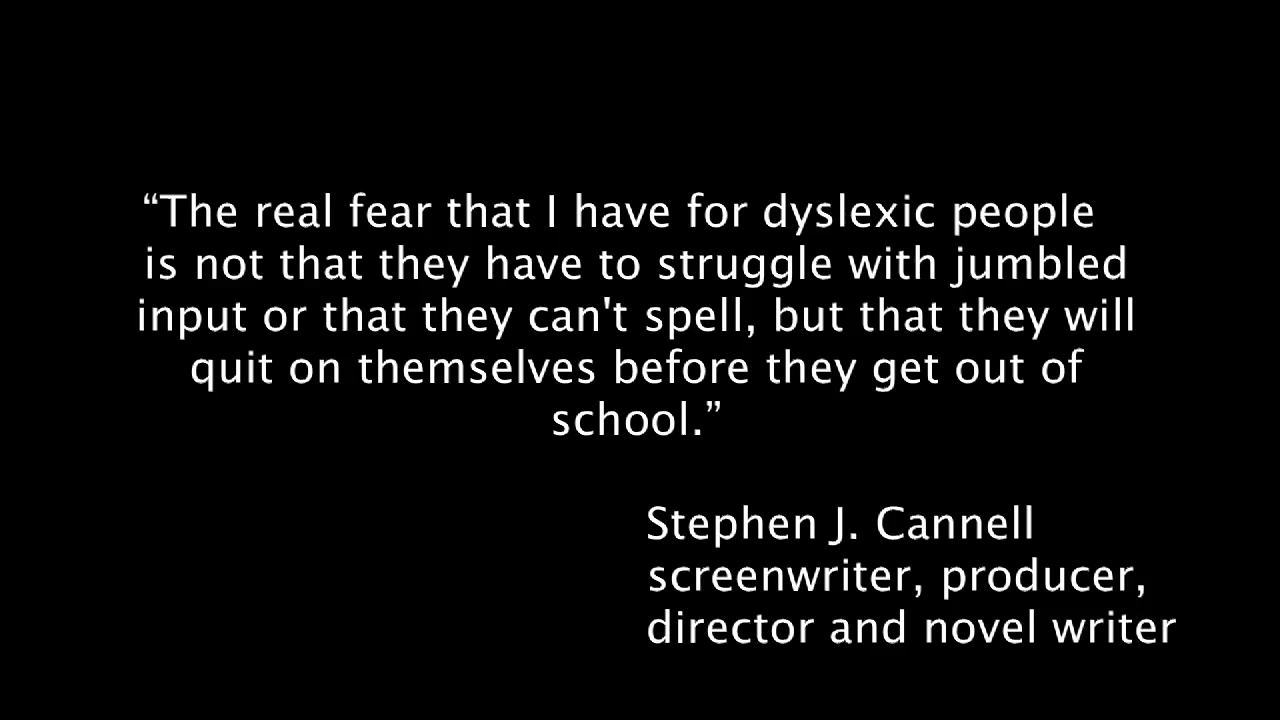 “The real fear that I have for dyslexic people
is not that they have to struggle with jumbled
input or that they can't spell, but that they will
quit on themselves before they get out of
school.”
Stephen J. Cannell
screenwriter, producer,
director and novel writer